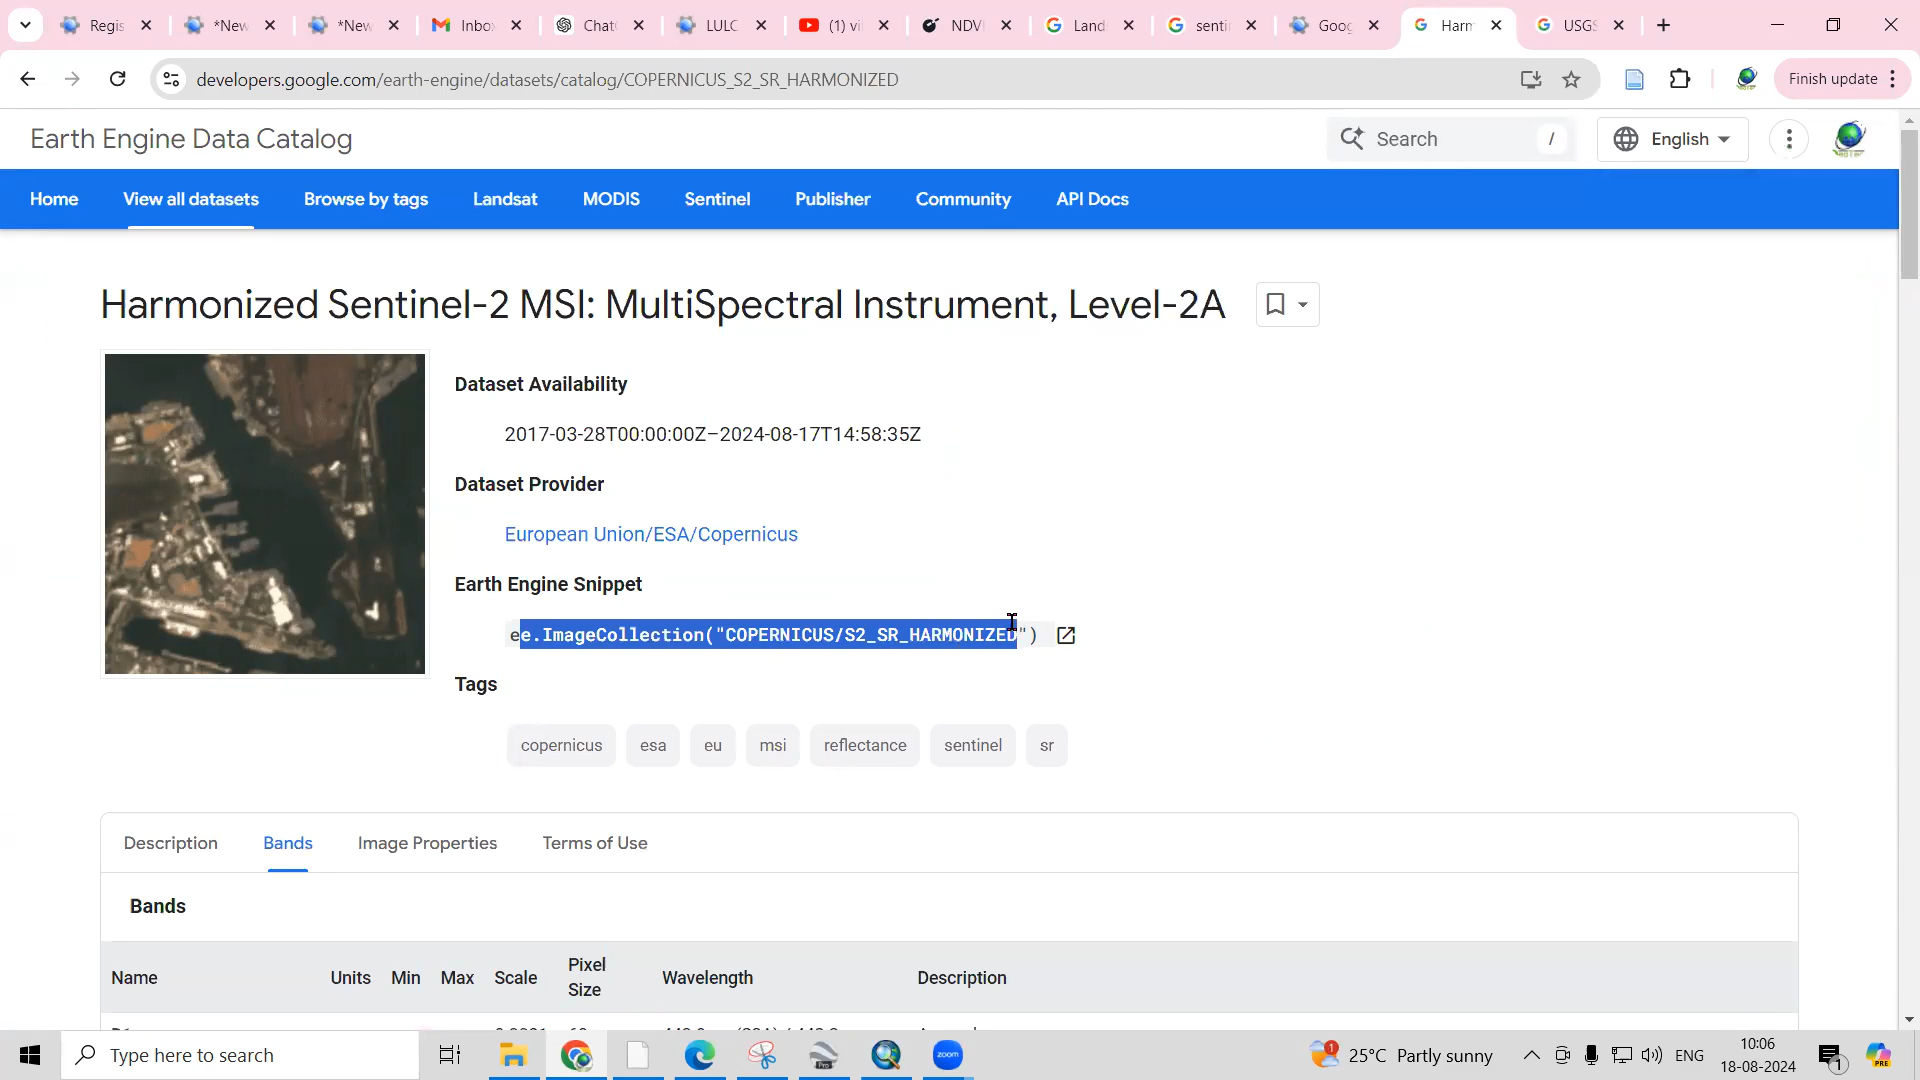 Regis
*New
*New
Inbo
Chat
LULC
(1) vi
NDVI
Land
senti
Goog
Harm
USGS
developers.google.com/earth-engine/datasets/catalog/COPERNICUS_S2_SR_HARMONIZED
Finish update
Earth Engine Data Catalog
Search
/
English
Home
View all datasets
Browse by tags
Landsat
MODIS
Sentinel
Publisher
Community
API Docs
Harmonized Sentinel-2 MSI: MultiSpectral Instrument, Level-2A
Dataset Availability
2017-03-28T00:00:00Z–2024-08-17T14:58:35Z
Dataset Provider
European Union/ESA/Copernicus
Earth Engine Snippet
ee.ImageCollection("COPERNICUS/S2_SR_HARMONIZED")
Tags
copernicus
esa
eu
msi
reflectance
sentinel
sr
Description
Bands
Image Properties
Terms of Use
Bands
Name
Units
Min
Max
Scale
Pixel
Size
Wavelength
Description
Type here to search
zoom
1
25°C Partly sunny
ENG
10:06
18-08-2024
1